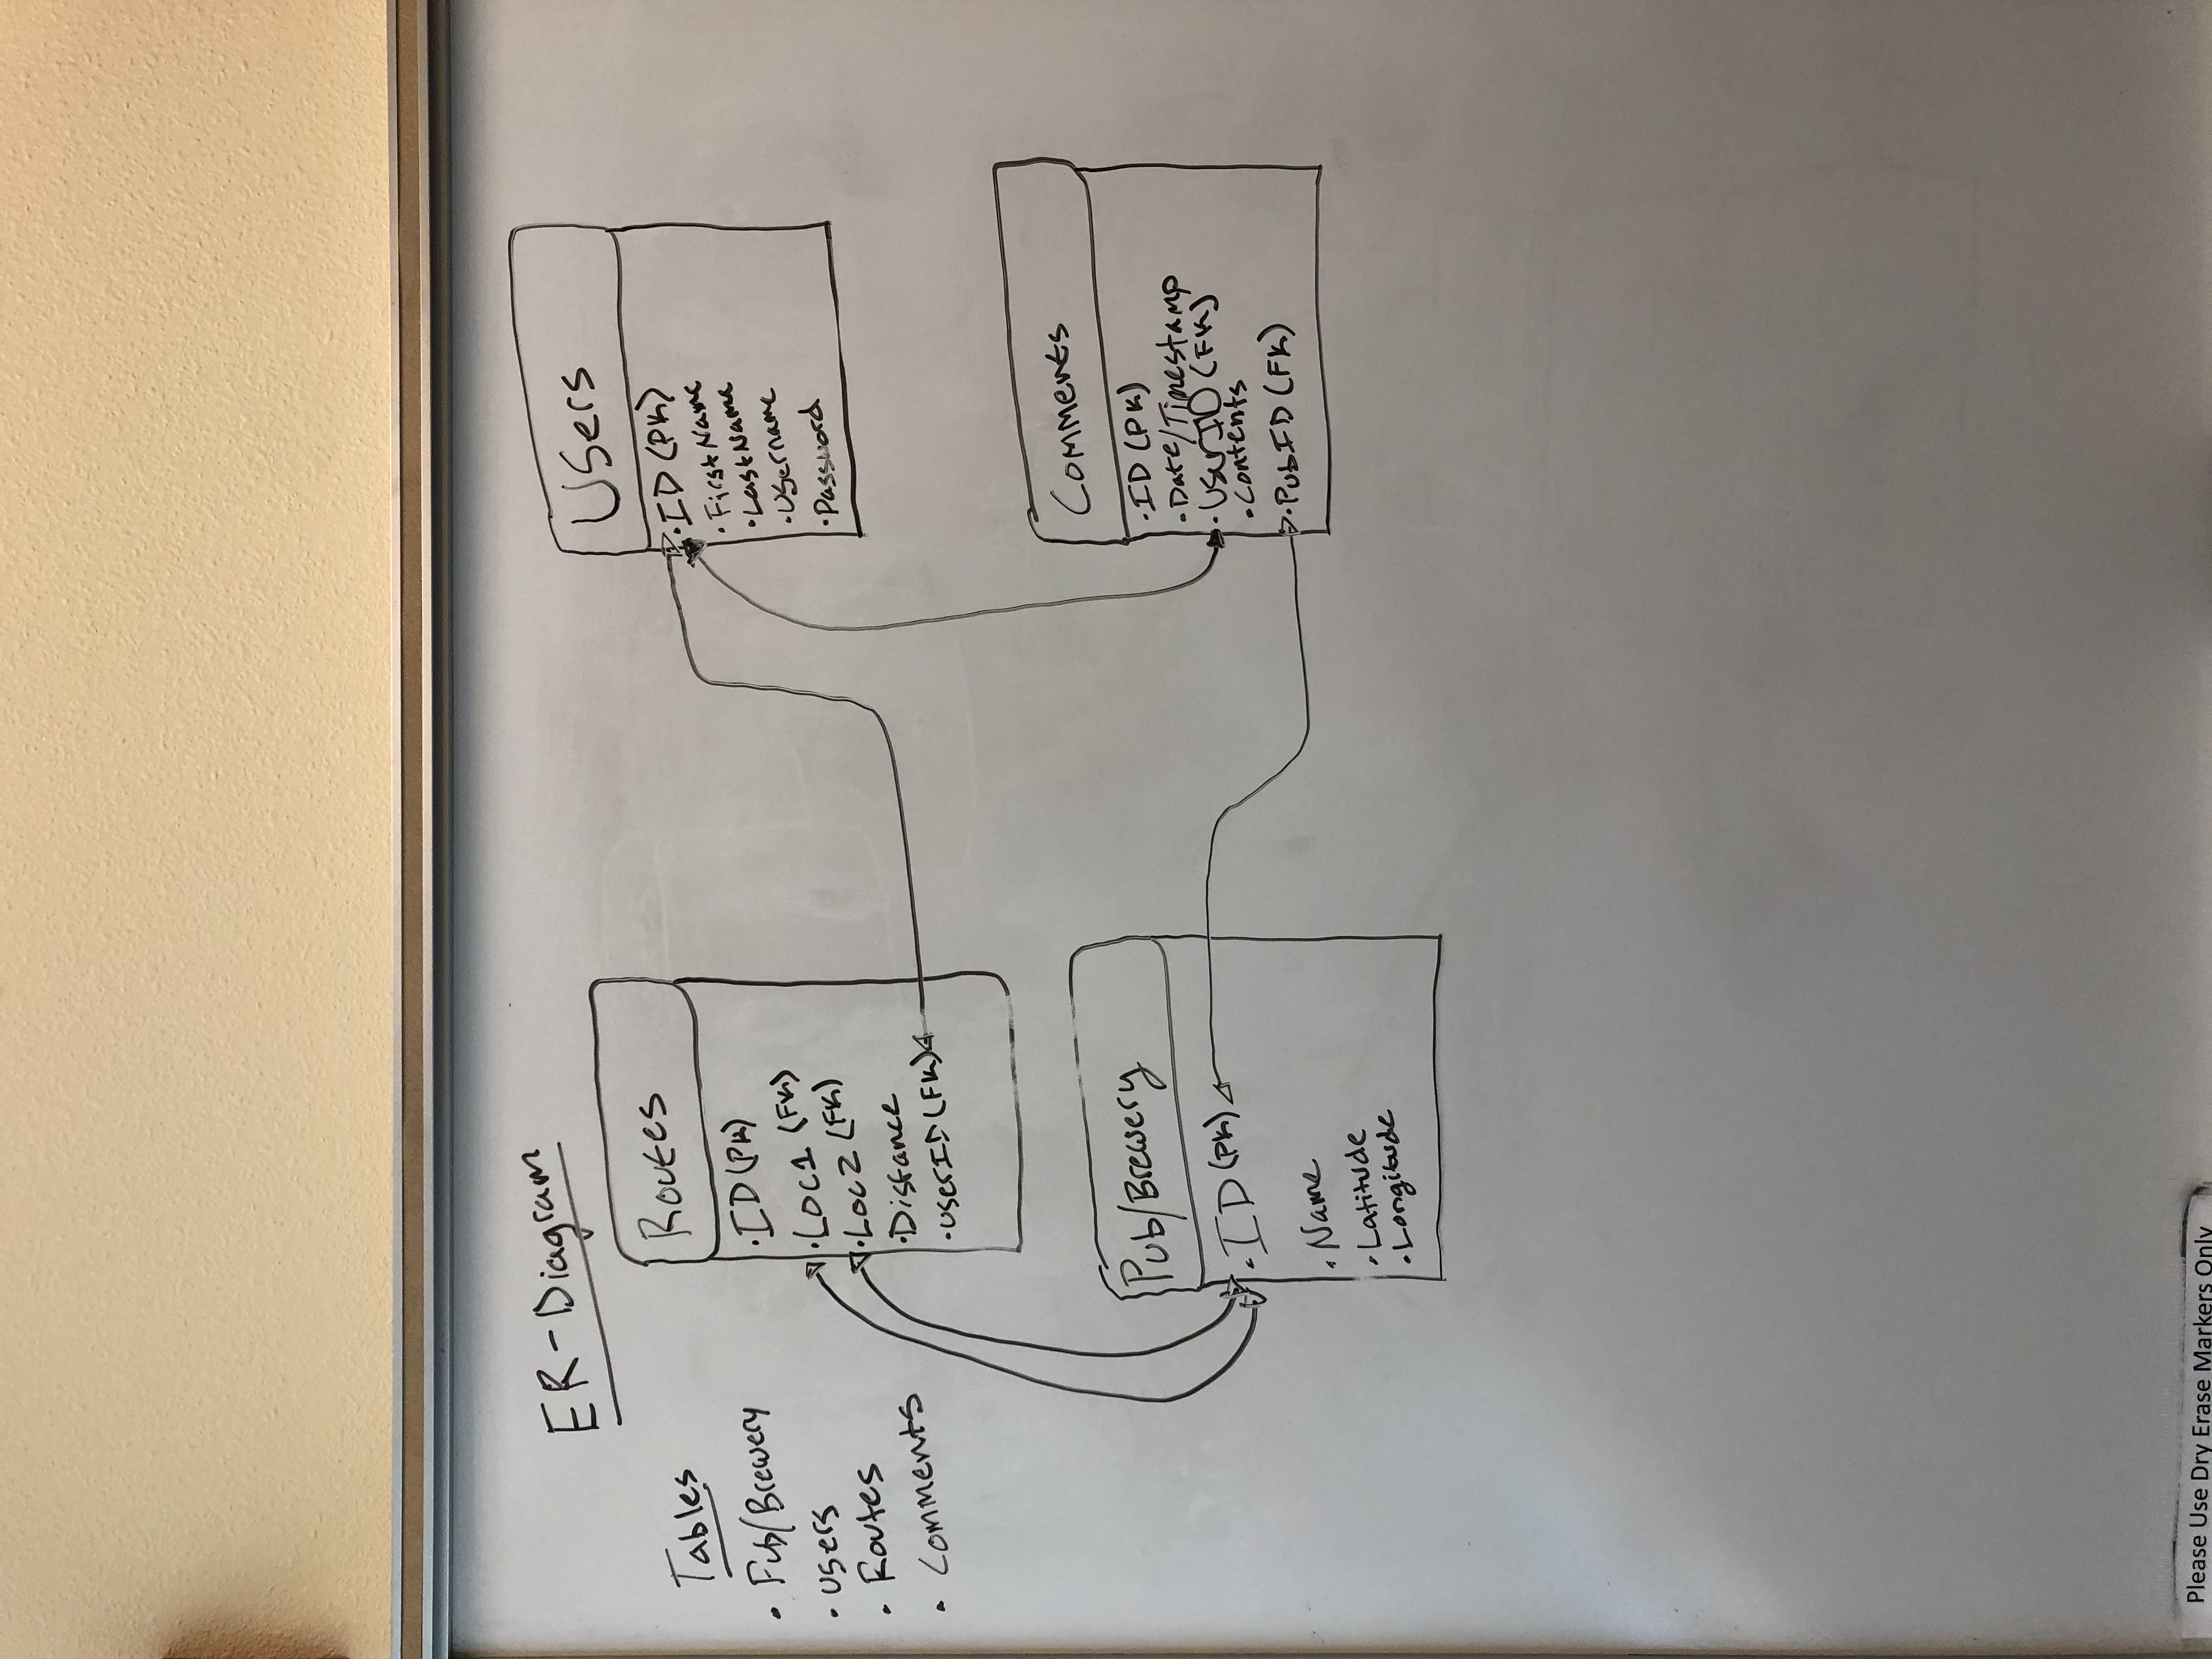 ER-Diagram
Tables
• Pub/Brewery
• users
• Routes
• Comments
Routes
• ID (PK)
• Loc1 (FK)
• Loc2 (FK)
• Distance
• userID (FK)
Users
• ID (PK)
• FirstName
• LastName
• Username
• Password
Pub/Brewery
• ID (PK)
• Name
• Latitude
• Longitude
Comments
• ID (PK)
• Date/Timestamp
• UserID (FK)
• Contents
• PubID (FK)
Please Use Dry Erase Markers Only